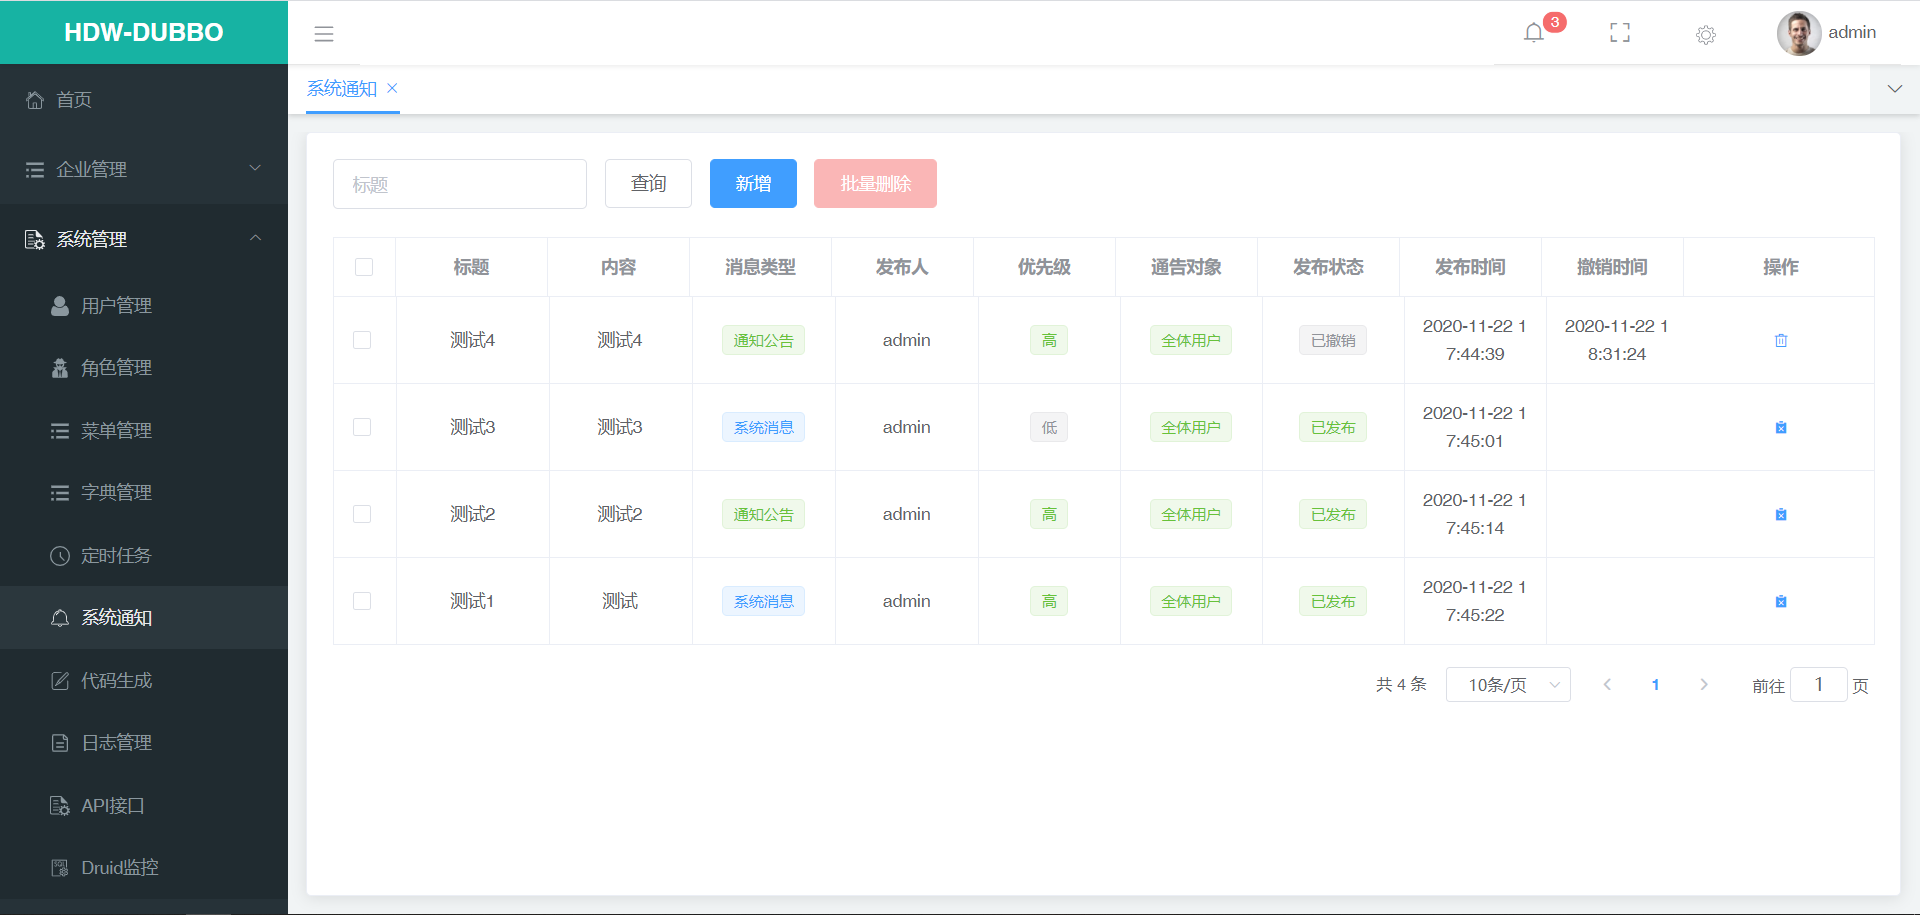 HDW-DUBBO
3
admin
首页
企业管理
系统管理
用户管理
角色管理
菜单管理
字典管理
定时任务
系统通知
代码生成
日志管理
API接口
Druid监控
系统通知
标题
查询
新增
批量删除
标题 内容 消息类型 发布人 优先级 通告对象 发布状态 发布时间 撤销时间 操作
测试4 测试4 通知公告 admin 高 全体用户 已撤销 2020-11-22 1 2020-11-22 1
7:44:39 8:31:24
测试3 测试3 系统消息 admin 低 全体用户 已发布 2020-11-22 1
7:45:01
测试2 测试2 通知公告 admin 高 全体用户 已发布 2020-11-22 1
7:45:14
测试1 测试 系统消息 admin 高 全体用户 已发布 2020-11-22 1
7:45:22
共 4 条 10条/页 1 前往 1 页